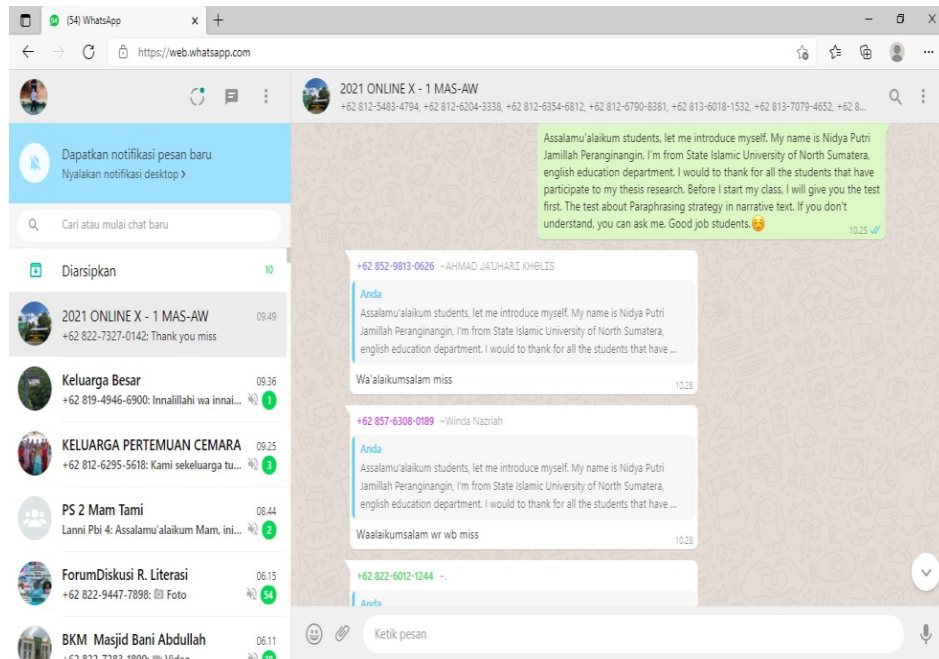 (54) WhatsApp
https://web.whatsapp.com
2021 ONLINE X - 1 MAS-AW
+62 812-5483-4794, +62 812-6204-3338, +62 812-6354-6812, +62 812-6790-8381, +62 813-6018-1532, +62 813-7079-4652, +62 8...
Dapatkan notifikasi pesan baru
Nyalakan notifikasi desktop >
Cari atau mulai chat baru
Diarsipkan
10
2021 ONLINE X - 1 MAS-AW
09.49
+62 822-7327-0142: Thank you miss
Keluarga Besar
09.36
+62 819-4946-6900: Innalillahi wa innai...
1
KELUARGA PERTEMUAN CEMARA
09.25
+62 812-6295-5618: Kami sekeluarga tu...
3
PS 2 Mam Tami
08.44
Lanni Pbi 4: Assalamu'alaikum Mam, ini...
2
ForumDiskusi R. Literasi
06.15
+62 822-9447-7898: Foto
54
BKM Masjid Bani Abdullah
06.11
+62 822-7283-1800: Video
Assalamu'alaikum students, let me introduce myself. My name is Nidya Putri
Jamillah Peranginangin, I'm from State Islamic University of North Sumatera,
english education department. I would to thank for all the students that have
participate to my thesis research. Before I start my class. I will give you the test
first. The test about Paraphrasing strategy in narrative text. If you don't
understand, you can ask me. Good job students.
10.25
+62 852-9813-0626 ~AHMAD JAUHARI KHOLIS
Anda
Assalamu'alaikum students, let me introduce myself. My name is Nidya Putri
Jamillah Peranginangin, I'm from State Islamic University of North Sumatera,
english education department. I would to thank for all the students that have ...
Wa'alaikumsalam miss
10.28
+62 857-6308-0189 ~Winda Nazriah
Anda
Assalamu'alaikum students, let me introduce myself. My name is Nidya Putri
Jamillah Peranginangin, I'm from State Islamic University of North Sumatera,
english education department. I would to thank for all the students that have ...
Waalaikumsalam wr wb miss
10.28
+62 822-6012-1244 ~.
Anda
Ketik pesan